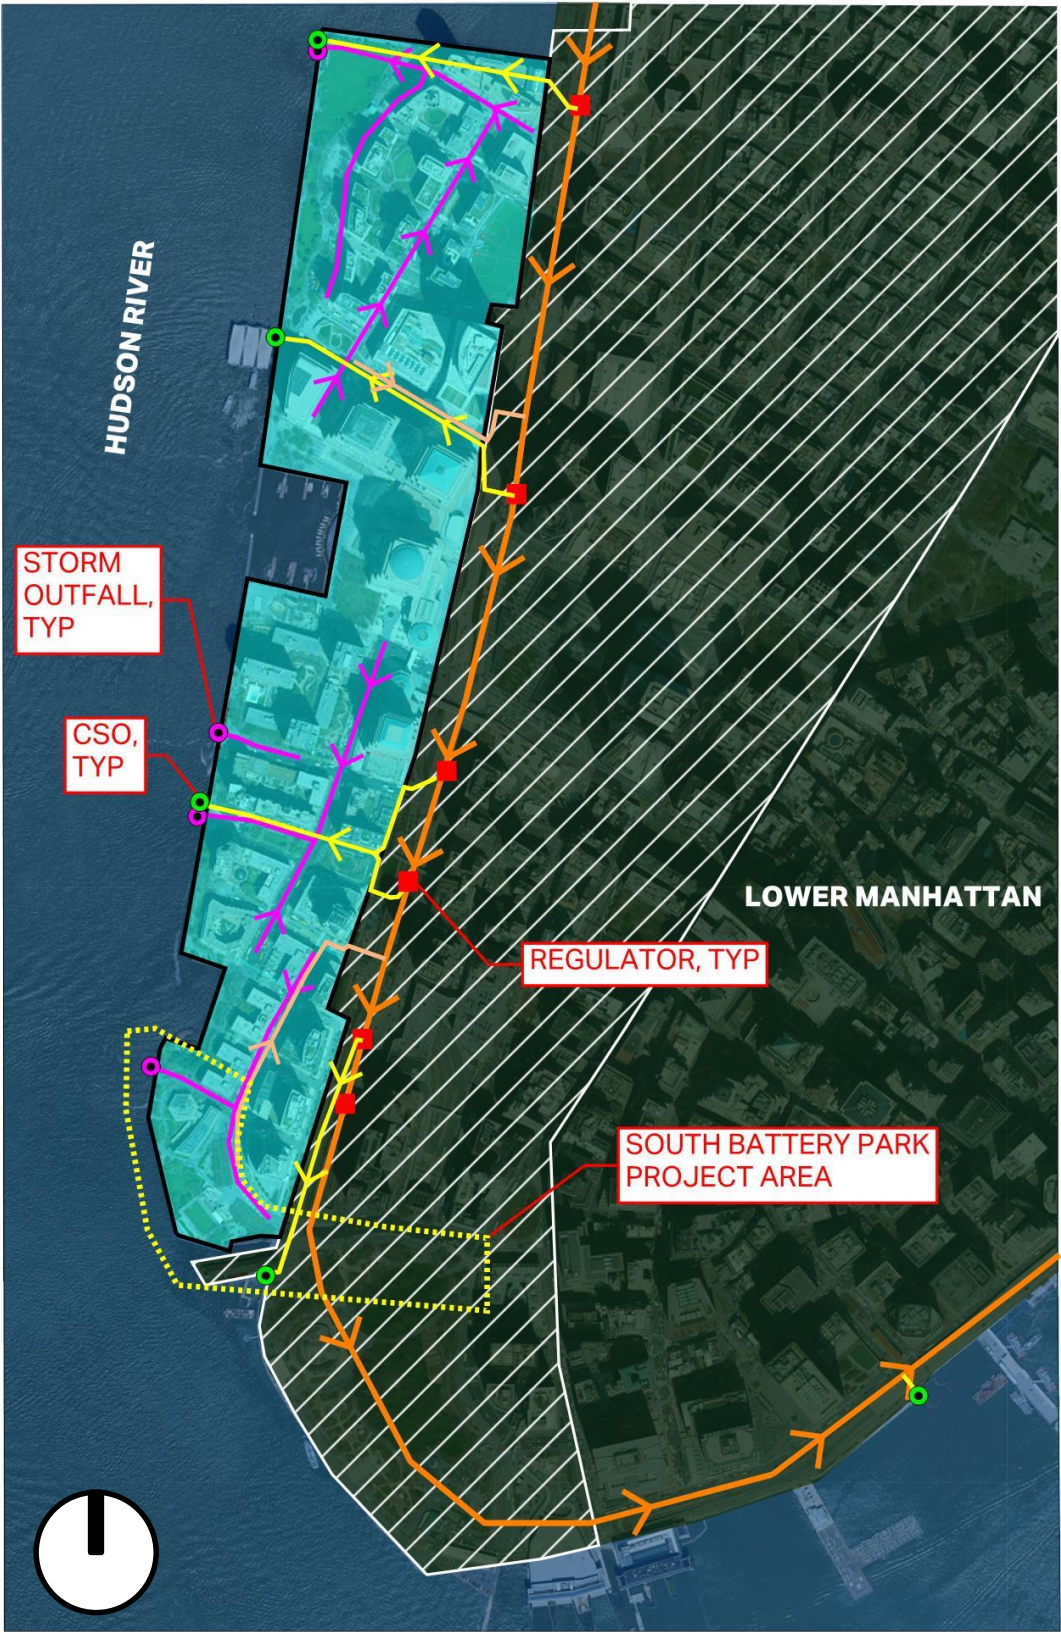 HUDSON RIVER
STORM
OUTFALL,
TYP
CSO,
TYP
LOWER MANHATTAN
REGULATOR, TYP
SOUTH BATTERY PARK
PROJECT AREA